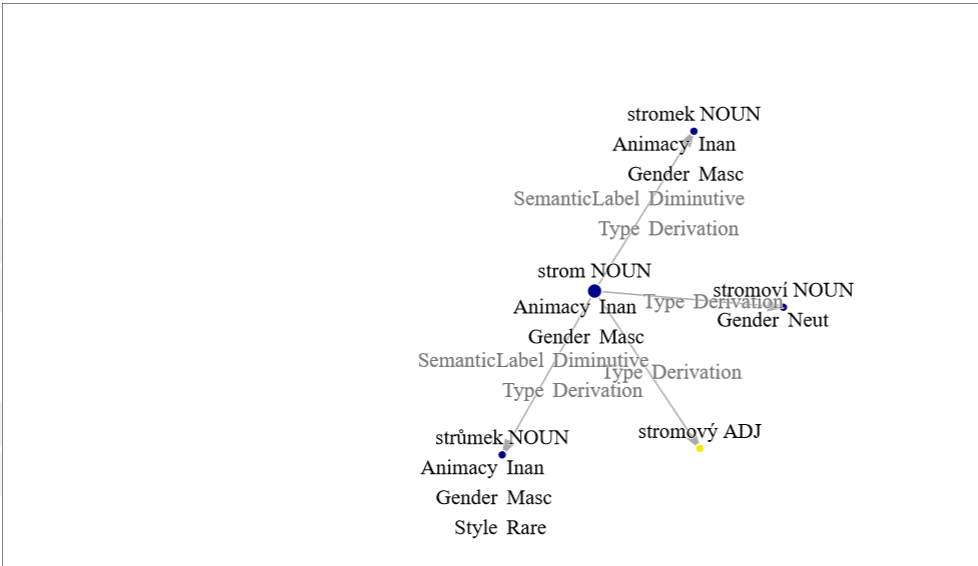 stromek NOUN
Animacy Inan
Gender Masc
SemanticLabel Diminutive
Type Derivation
strom NOUN
Animacy Inan
Gender Masc
Type Derivation
stromoví NOUN
Gender Neut
SemanticLabel Diminutive
Type Derivation
Type Derivation
strůmek NOUN
Animacy Inan
Gender Masc
Style Rare
stromový ADJ